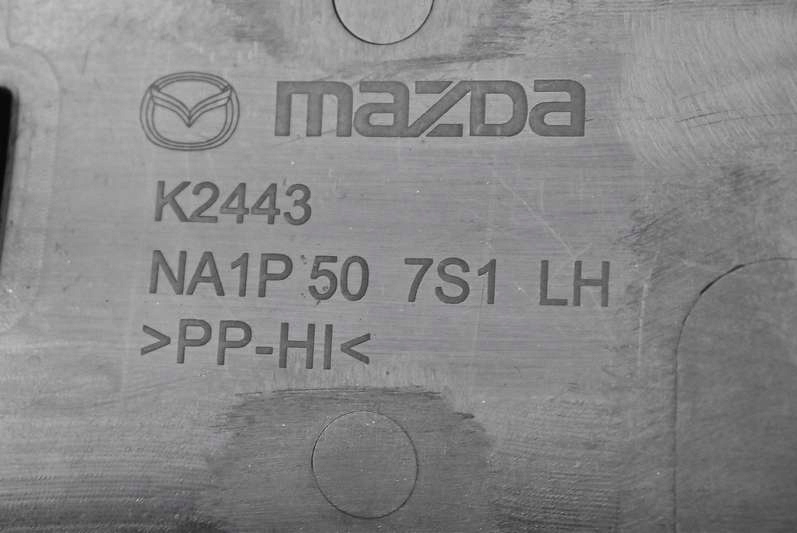 mazda
K2443
NA1P 50 7S1 LH
>PP-HI<